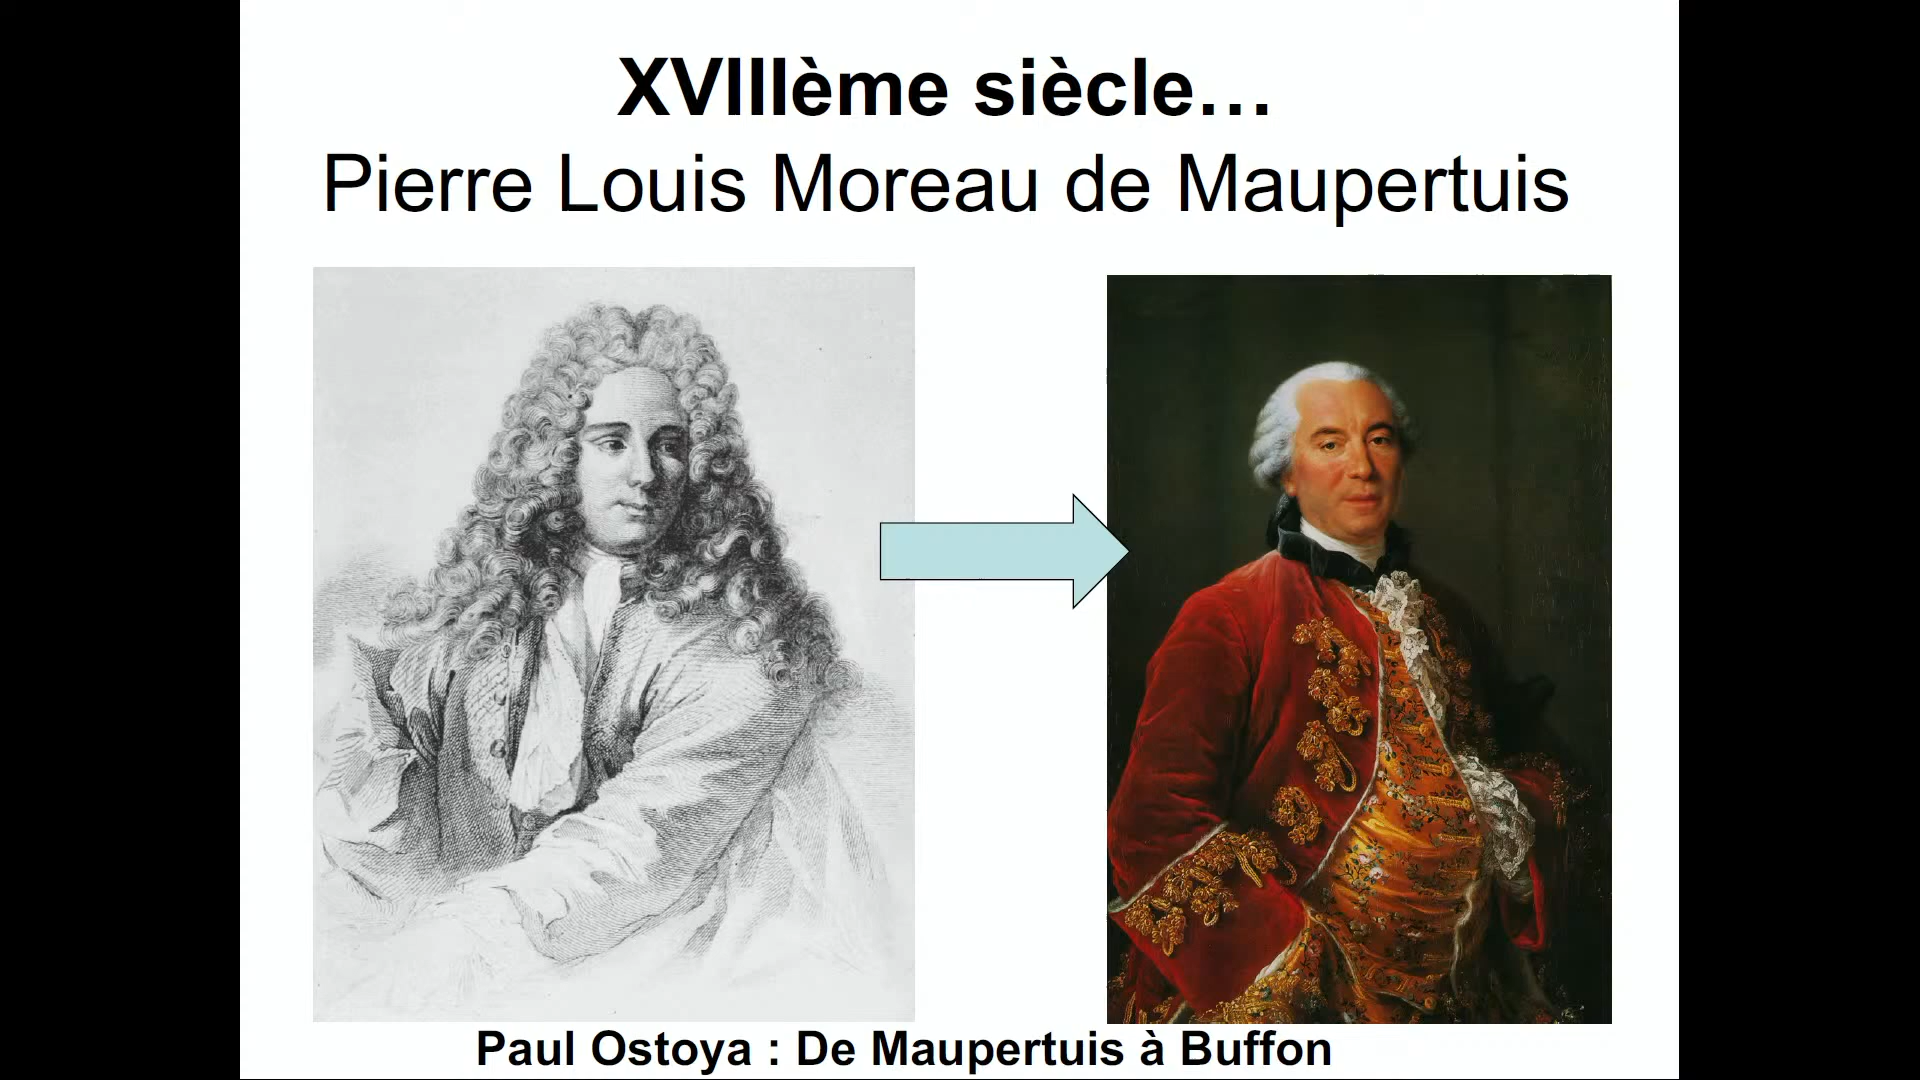 XVIIIème siècle…
Pierre Louis Moreau de Maupertuis
Paul Ostoya : De Maupertuis à Buffon